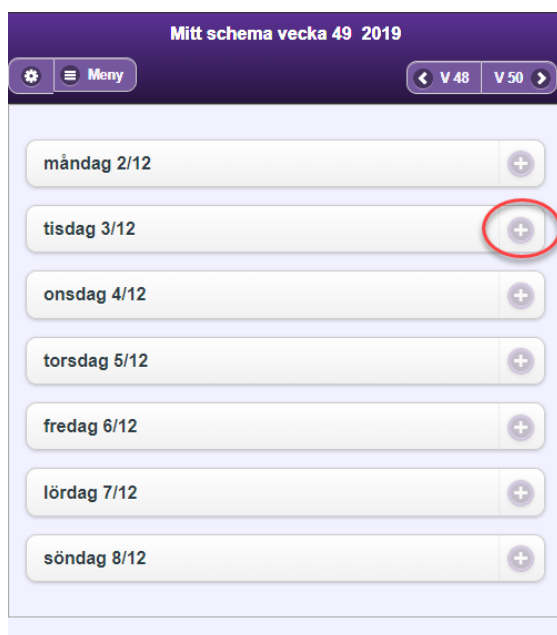 Mitt schema vecka 49 2019
Meny
V 48 V 50
måndag 2/12
tisdag 3/12
onsdag 4/12
torsdag 5/12
fredag 6/12
lördag 7/12
söndag 8/12